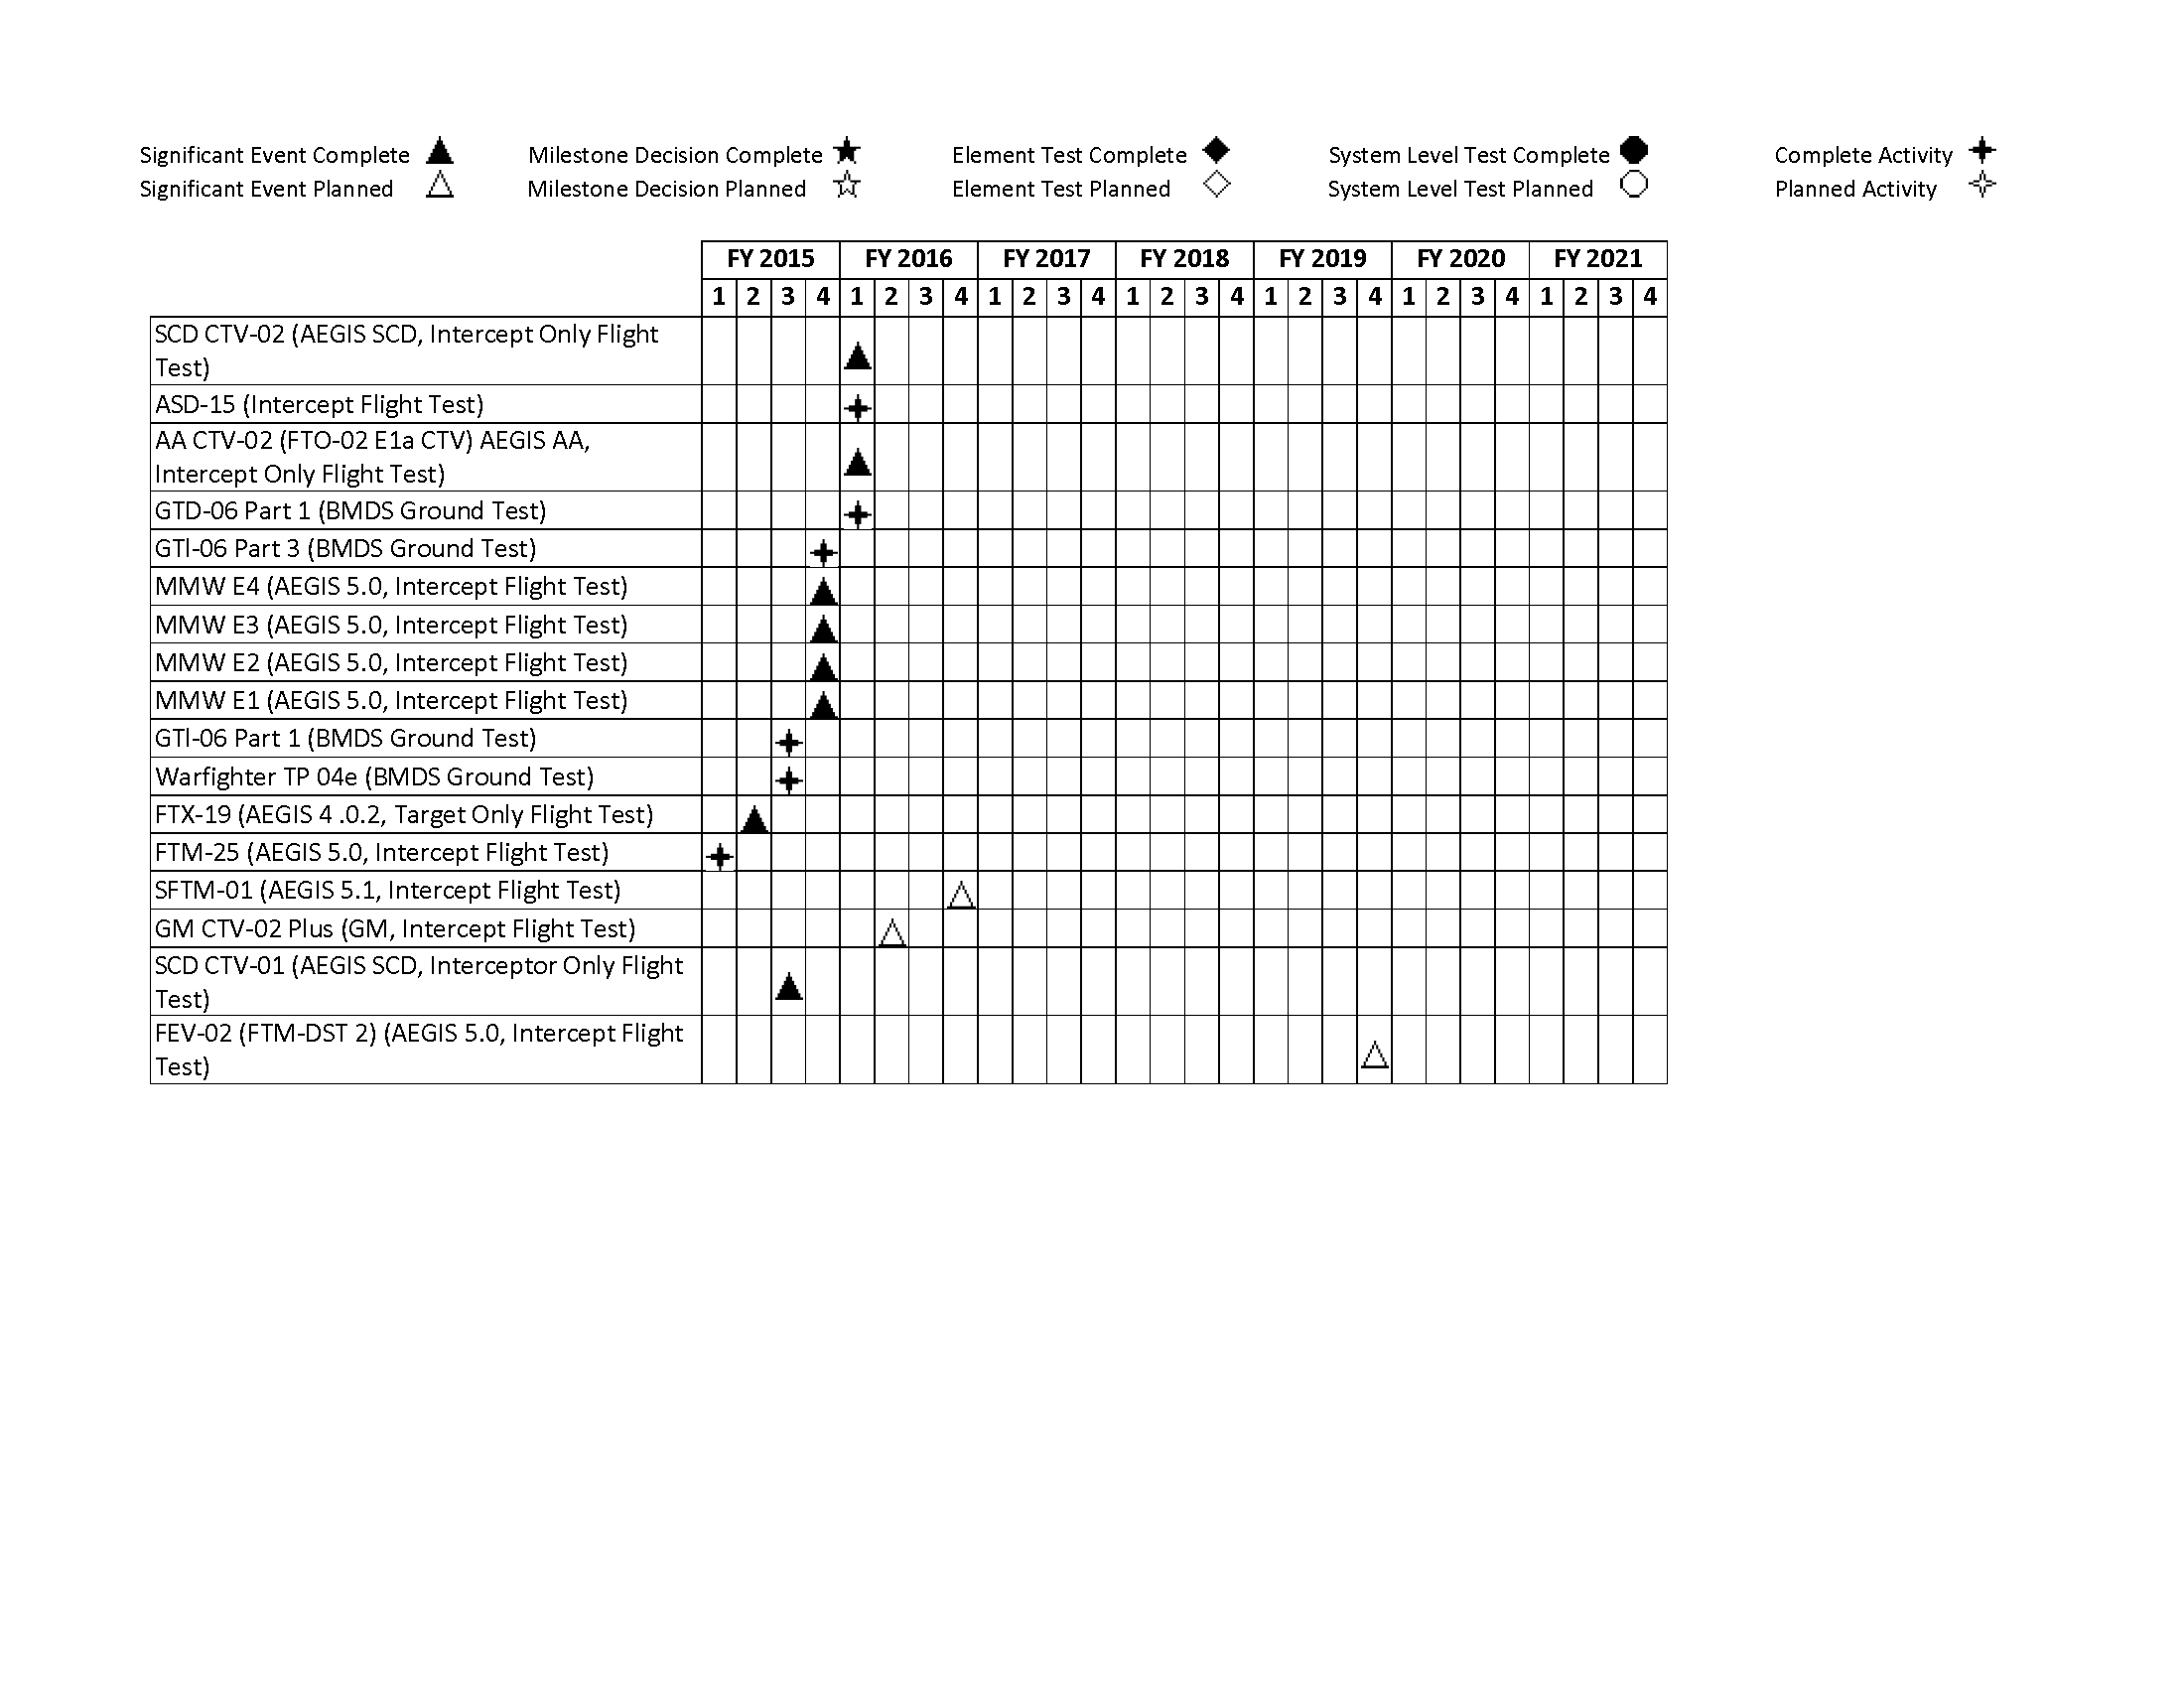 Significant Event Complete Milestone Decision Complete Element Test Complete System Level Test Complete Complete Activity
Significant Event Planned Milestone Decision Planned Element Test Planned System Level Test Planned Planned Activity
FY 2015 FY 2016 FY 2017 FY 2018 FY 2019 FY 2020 FY 2021
1 2 3 4 1 2 3 4 1 2 3 4 1 2 3 4 1 2 3 4 1 2 3 4 1 2 3 4
SCD CTV-02 (AEGIS SCD, Intercept Only Flight
Test)
ASD-15 (Intercept Flight Test)
AA CTV-02 (FTO-02 E1a CTV) AEGIS AA,
Intercept Only Flight Test)
GTD-06 Part 1 (BMDS Ground Test)
GTl-06 Part 3 (BMDS Ground Test)
MMW E4 (AEGIS 5.0, Intercept Flight Test)
MMW E3 (AEGIS 5.0, Intercept Flight Test)
MMW E2 (AEGIS 5.0, Intercept Flight Test)
MMW E1 (AEGIS 5.0, Intercept Flight Test)
GTl-06 Part 1 (BMDS Ground Test)
Warfighter TP 04e (BMDS Ground Test)
FTX-19 (AEGIS 4 .0.2, Target Only Flight Test)
FTM-25 (AEGIS 5.0, Intercept Flight Test)
SFTM-01 (AEGIS 5.1, Intercept Flight Test)
GM CTV-02 Plus (GM, Intercept Flight Test)
SCD CTV-01 (AEGIS SCD, Interceptor Only Flight
Test)
FEV-02 (FTM-DST 2) (AEGIS 5.0, Intercept Flight
Test)